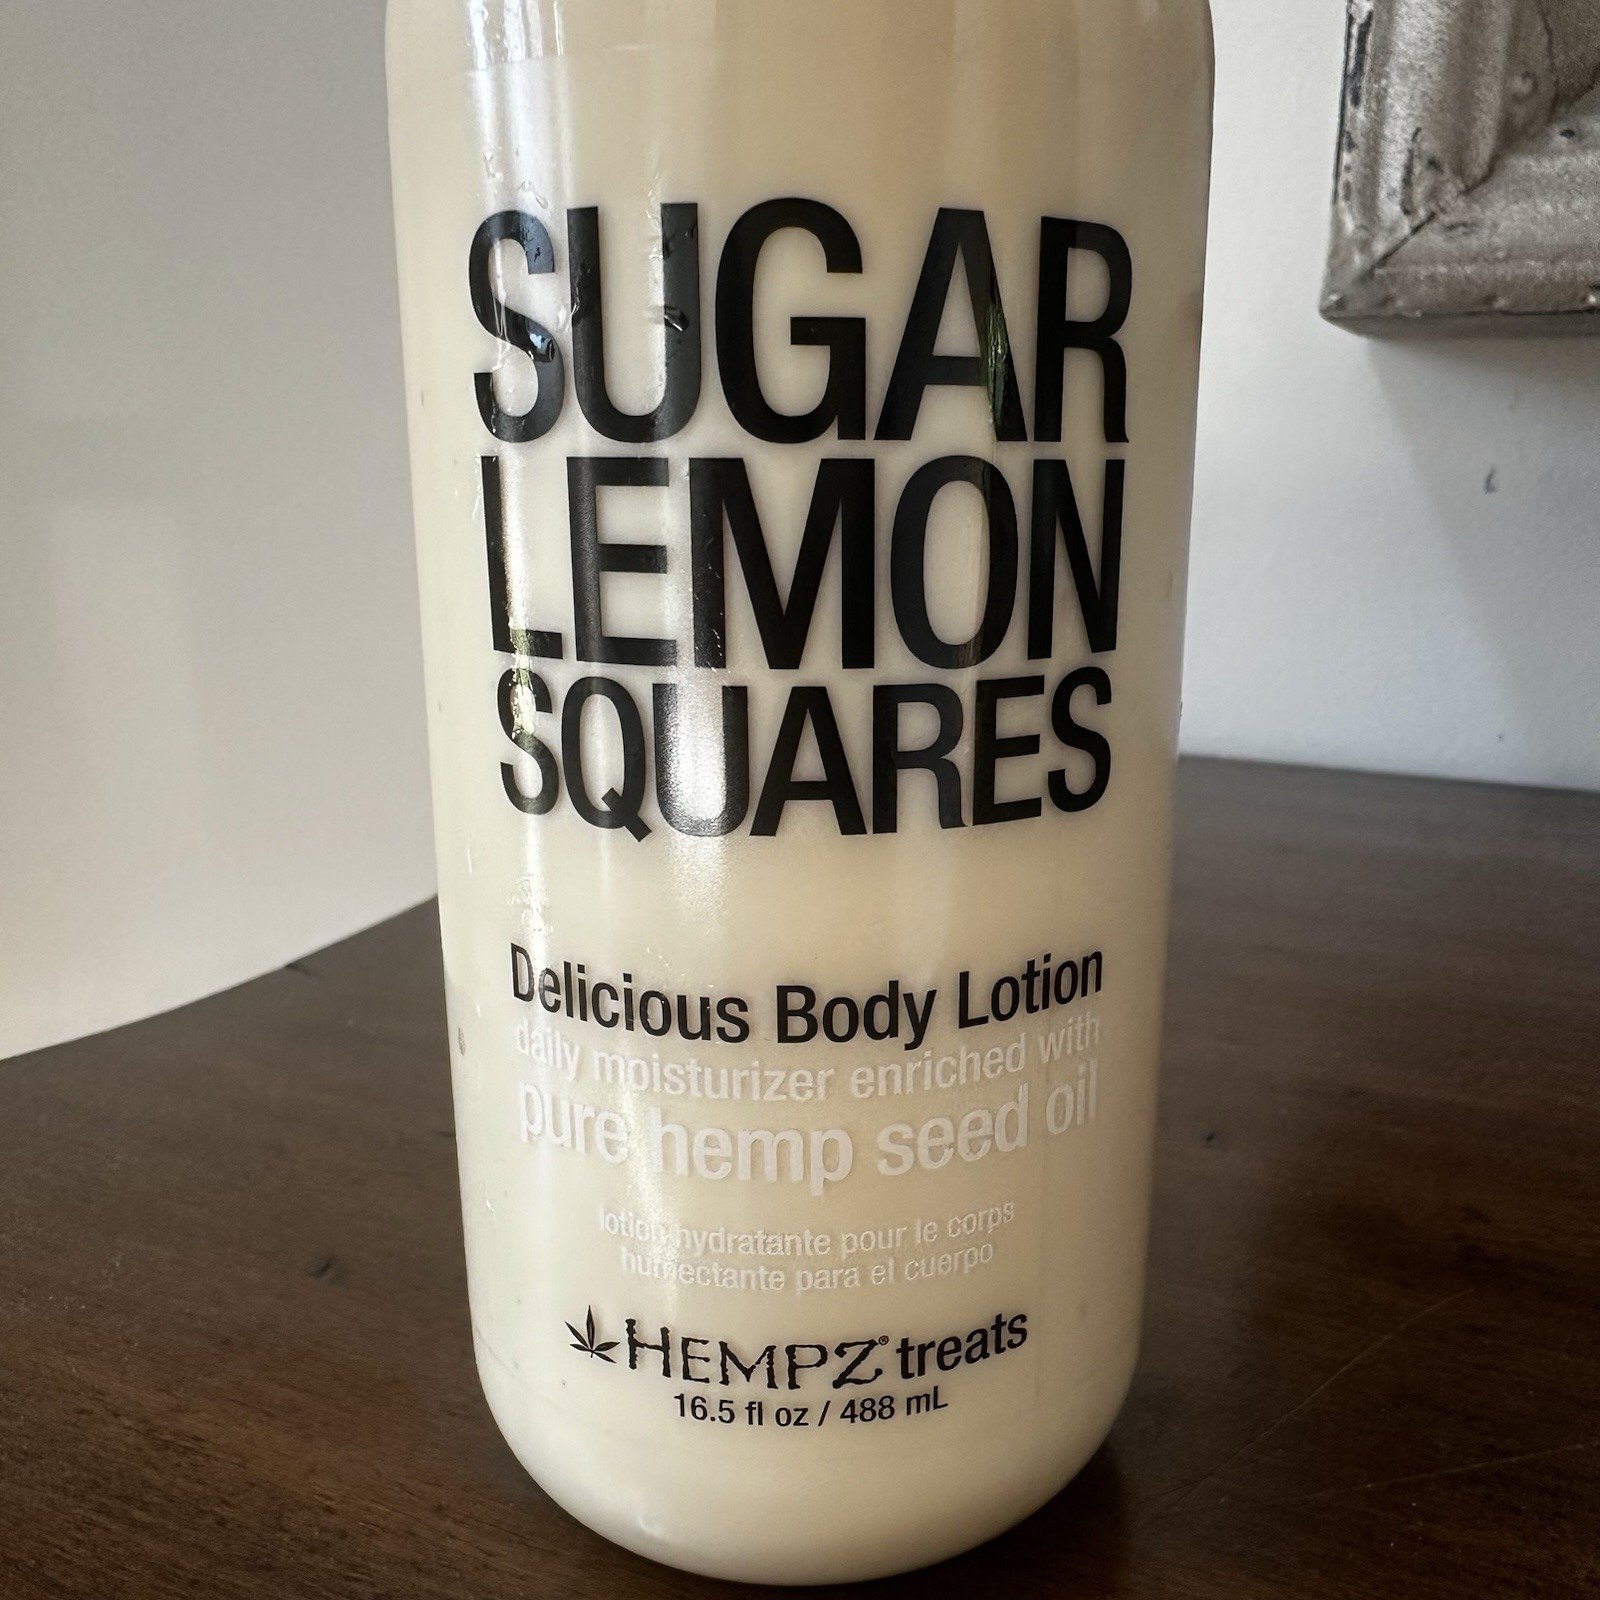 SUGAR
LEMON
SQUARES
Delicious Body Lotion
daily moisturizer enriched with
pure hemp seed oil
lotion hydratante pour le corps
humectante para el cuerpo
HEMPZ® treats
16.5 fl oz / 488 mL